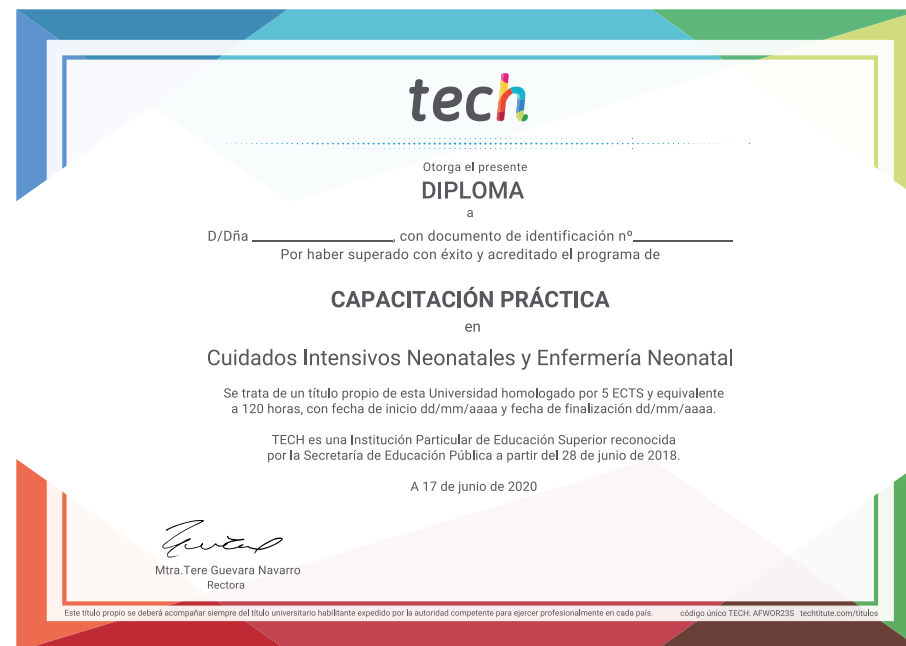 tech
Otorga el presente
DIPLOMA
a
D/Dña ________________, con documento de identificación nº____________
Por haber superado con éxito y acreditado el programa de
CAPACITACIÓN PRÁCTICA
en
Cuidados Intensivos Neonatales y Enfermería Neonatal
Se trata de un título propio de esta Universidad homologado por 5 ECTS y equivalente
a 120 horas, con fecha de inicio dd/mm/aaaa y fecha de finalización dd/mm/aaaa.
TECH es una Institución Particular de Educación Superior reconocida
por la Secretaría de Educación Pública a partir del 28 de junio de 2018.
A 17 de junio de 2020
Mtra.Tere Guevara Navarro
Rectora
Este título propio se deberá acompañar siempre del título universitario habilitante expedido por la autoridad competente para ejercer profesionalmente en cada país. código único TECH: AFWOR23S techtitute.com/titulos